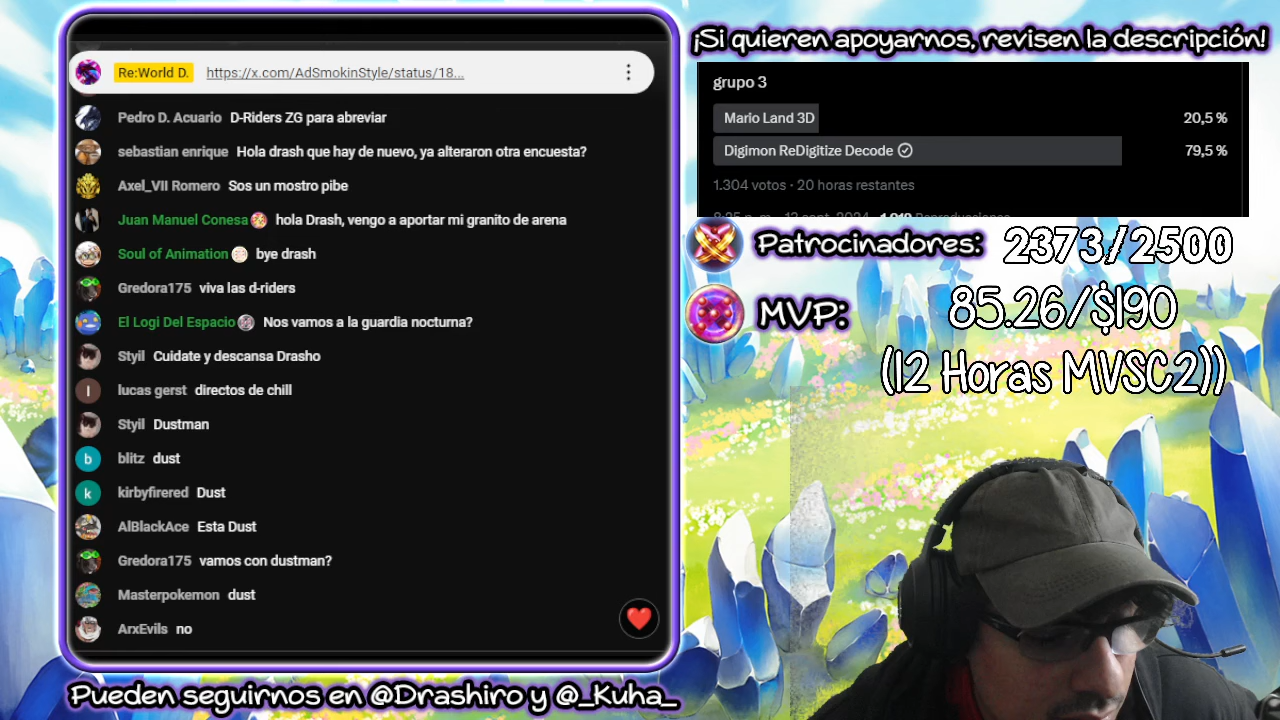 Re:World D. https://x.com/AdSmokinStyle/status/18...
Pedro D. Acuario D-Riders ZG para abreviar
sebastian enrique Hola drash que hay de nuevo, ya alteraron otra encuesta?
Axel_VII Romero Sos un mostro pibe
Juan Manuel Conesa hola Drash, vengo a aportar mi granito de arena
Soul of Animation bye drash
Gredora175 viva las d-riders
El Logi Del Espacio Nos vamos a la guardia nocturna?
Styil Cuidate y descansa Drasho
l lucas gerst directos de chill
Styil Dustman
b blitz dust
k kirbyfirered Dust
AlBlackAce Esta Dust
Gredora175 vamos con dustman?
Masterpokemon dust
ArxEvils no
Pueden seguirnos en @Drashiro y @_Kuha_
¡Si quieren apoyarnos, revisen la descripción!
grupo 3
Mario Land 3D 20,5 %
Digimon ReDigitize Decode 79,5 %
1.304 votos · 20 horas restantes
Patrocinadores: 2373/2500
MVP: 85.26/$190
(12 Horas MVSC2))